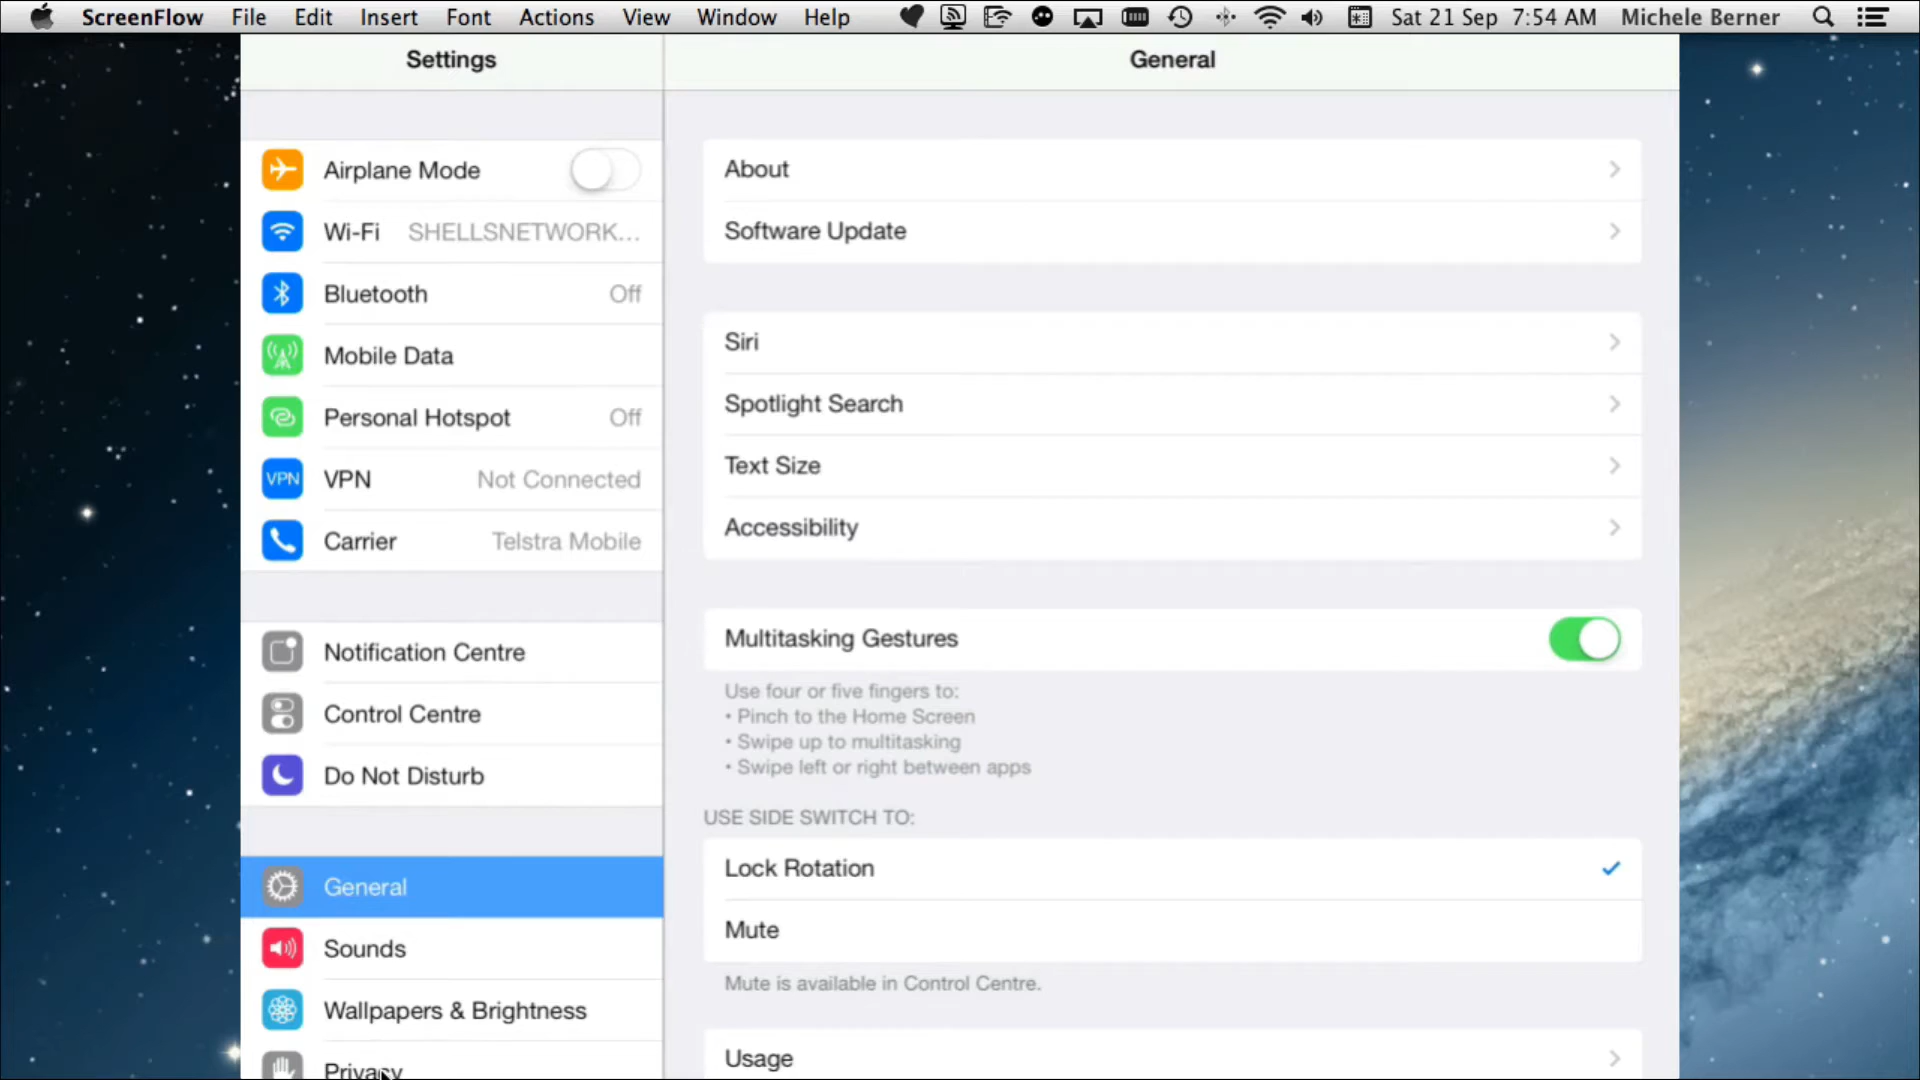 ScreenFlow File Edit Insert Font Actions View Window Help Sat 21 Sep 7:54 AM Michele Berner
Settings
General
Airplane Mode
Wi-Fi SHELLSNETWORK...
Bluetooth Off
Mobile Data
Personal Hotspot Off
VPN VPN Not Connected
Carrier Telstra Mobile
Notification Centre
Control Centre
Do Not Disturb
General
Sounds
Wallpapers & Brightness
Privacy
About
Software Update
Siri
Spotlight Search
Text Size
Accessibility
Multitasking Gestures
Use four or five fingers to:
• Pinch to the Home Screen
• Swipe up to multitasking
• Swipe left or right between apps
USE SIDE SWITCH TO:
Lock Rotation
Mute
Mute is available in Control Centre.
Usage